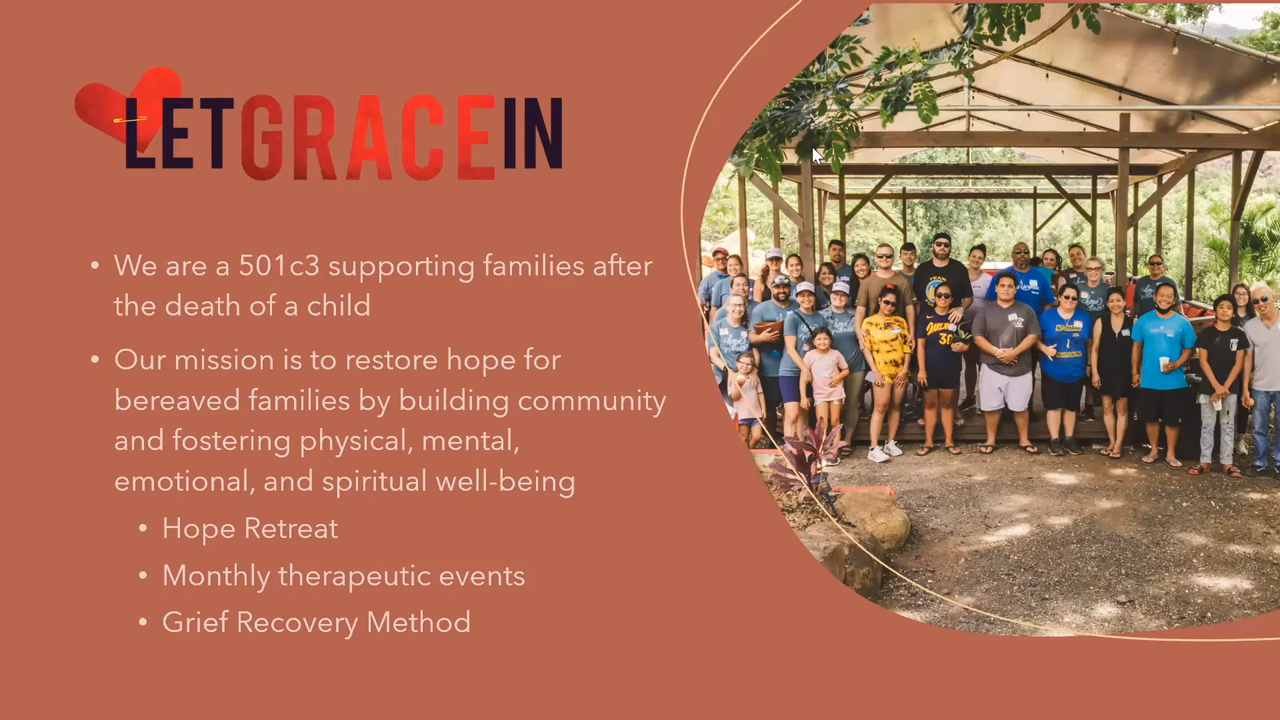 LETGRACEIN
• We are a 501c3 supporting families after
the death of a child
• Our mission is to restore hope for
bereaved families by building community
and fostering physical, mental,
emotional, and spiritual well-being
• Hope Retreat
• Monthly therapeutic events
• Grief Recovery Method
30